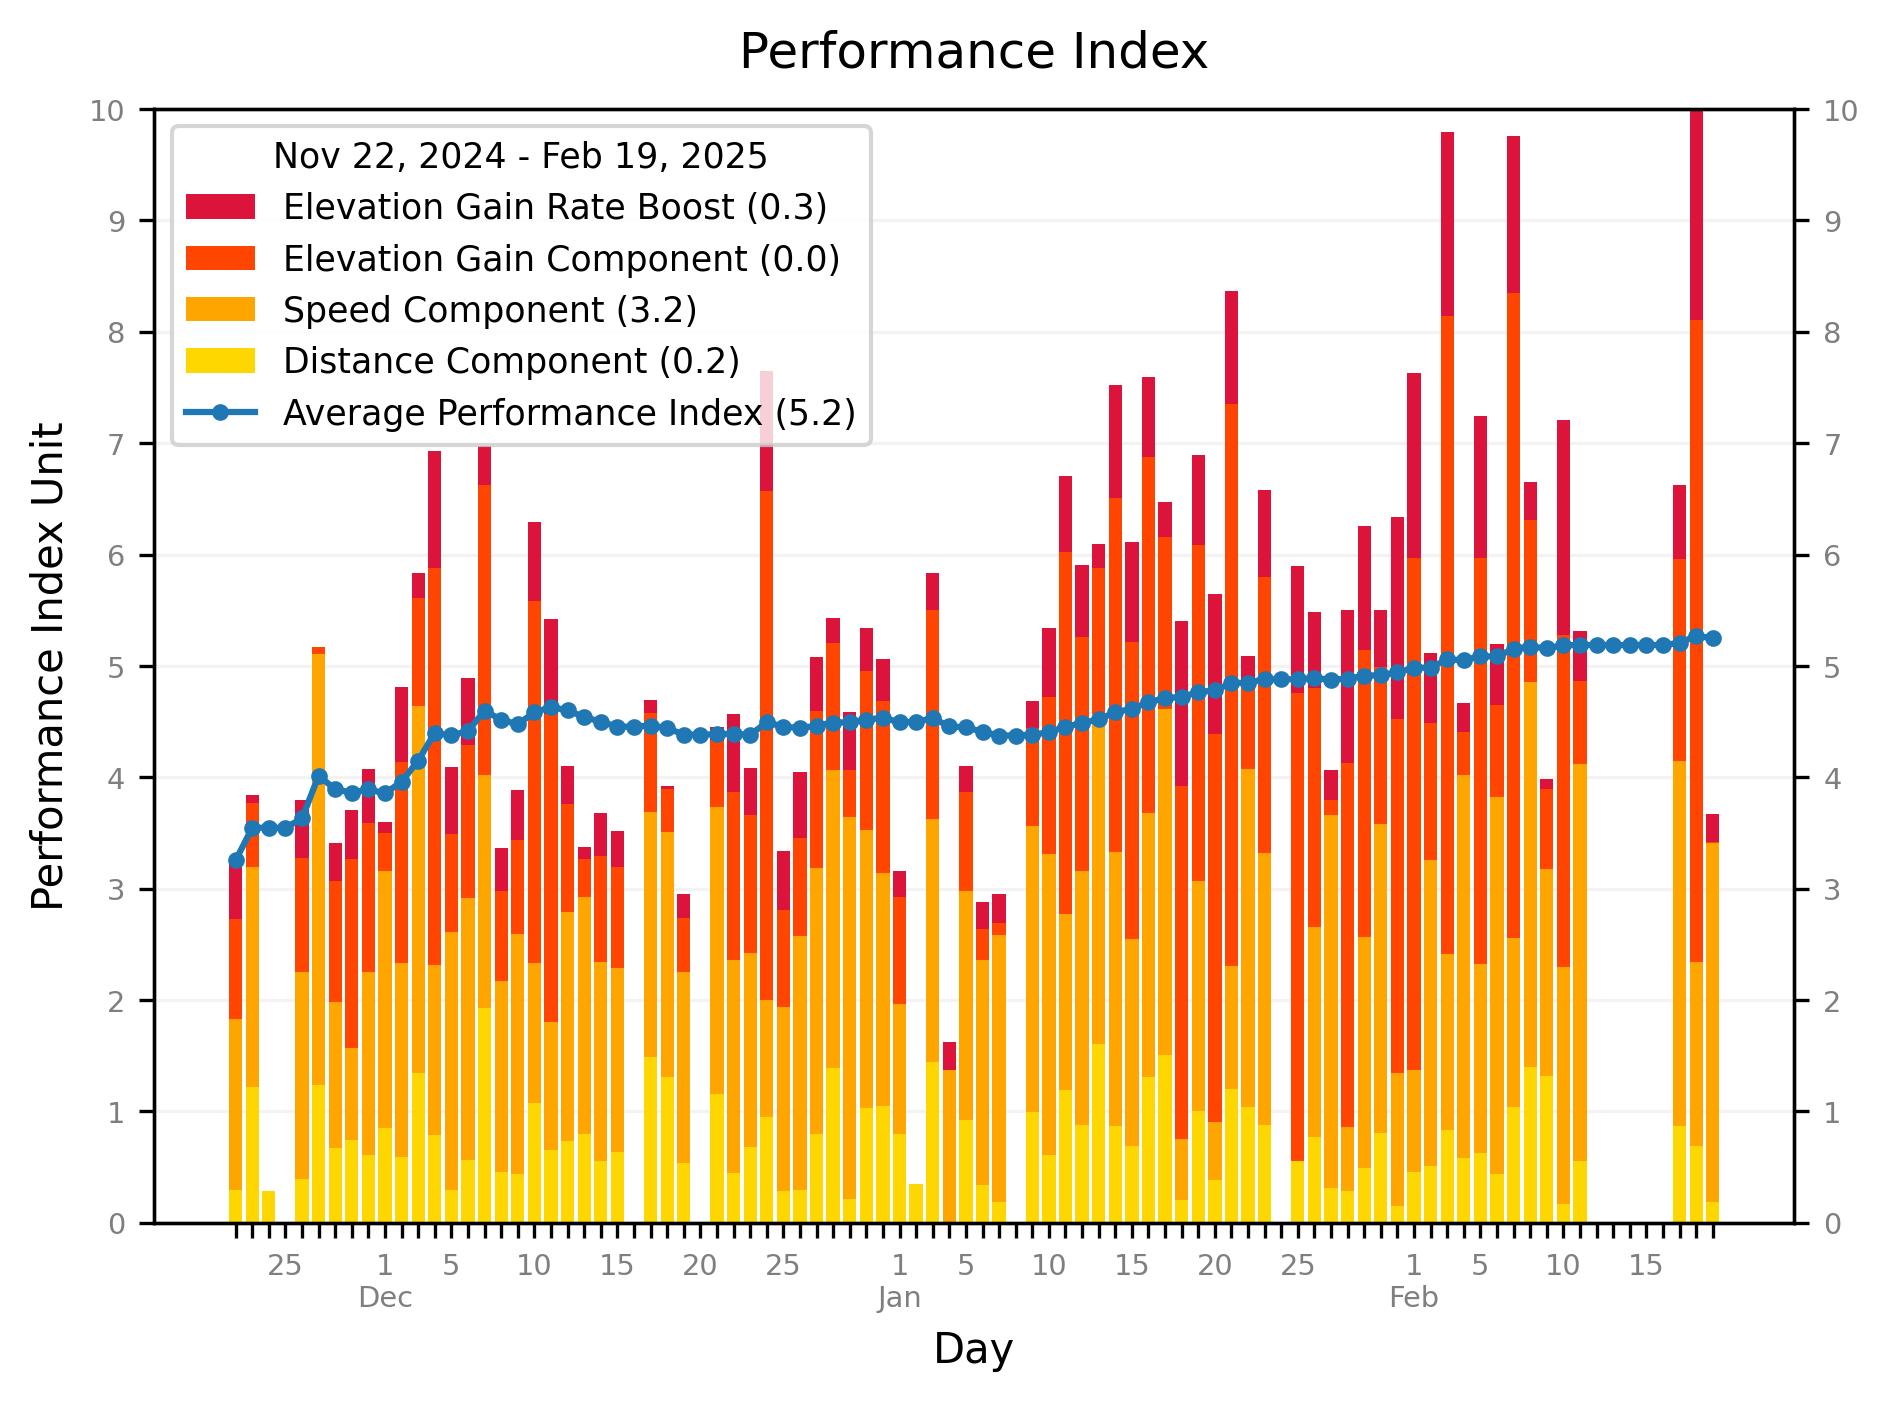 Performance Index
Nov 22, 2024 - Feb 19, 2025
Elevation Gain Rate Boost (0.3)
Elevation Gain Component (0.0)
Speed Component (3.2)
Distance Component (0.2)
Average Performance Index (5.2)
Performance Index Unit
10 10
9 9
8 8
7 7
6 6
5 5
4 4
3 3
2 2
1 1
0 0
25 1 5 10 15 20 25 1 5 10 15 20 25 1 5 10 15
Dec Jan Feb
Day